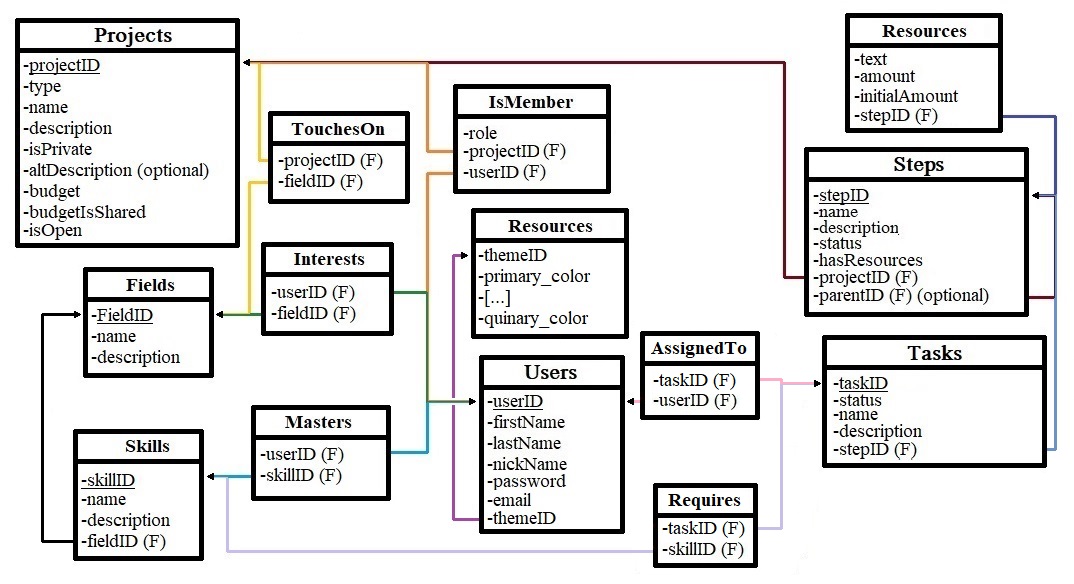 Projects
-projectID
-type
-name
-description
-isPrivate
-altDescription (optional)
-budget
-budgetIsShared
-isOpen
TouchesOn
-projectID (F)
-fieldID (F)
IsMember
-role
-projectID (F)
-userID (F)
Resources
-text
-amount
-initialAmount
-stepID (F)
Steps
-stepID
-name
-description
-status
-hasResources
-projectID (F)
-parentID (F) (optional)
Interests
-userID (F)
-fieldID (F)
Resources
-themeID
-primary_color
-[...]
-quinary_color
Fields
-FieldID
-name
-description
AssignedTo
-taskID (F)
-userID (F)
Tasks
-taskID
-status
-name
-description
-stepID (F)
Users
-userID
-firstName
-lastName
-nickName
-password
-email
-themeID
Masters
-userID (F)
-skillID (F)
Skills
-skillID
-name
-description
-fieldID (F)
Requires
-taskID (F)
-skillID (F)